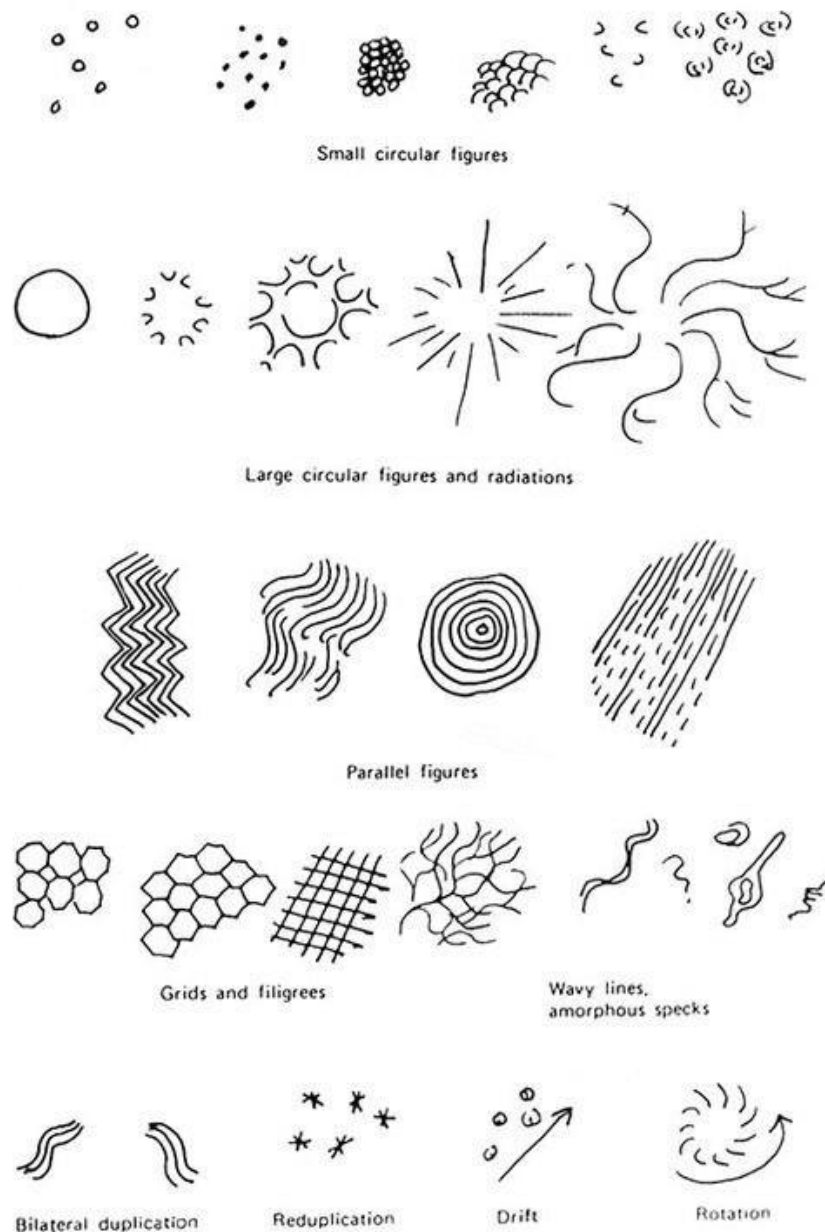 Small circular figures
Large circular figures and radiations
Parallel figures
Grids and filigrees
Wavy lines,
amorphous specks
Bilateral duplication
Reduplication
Drift
Rotation